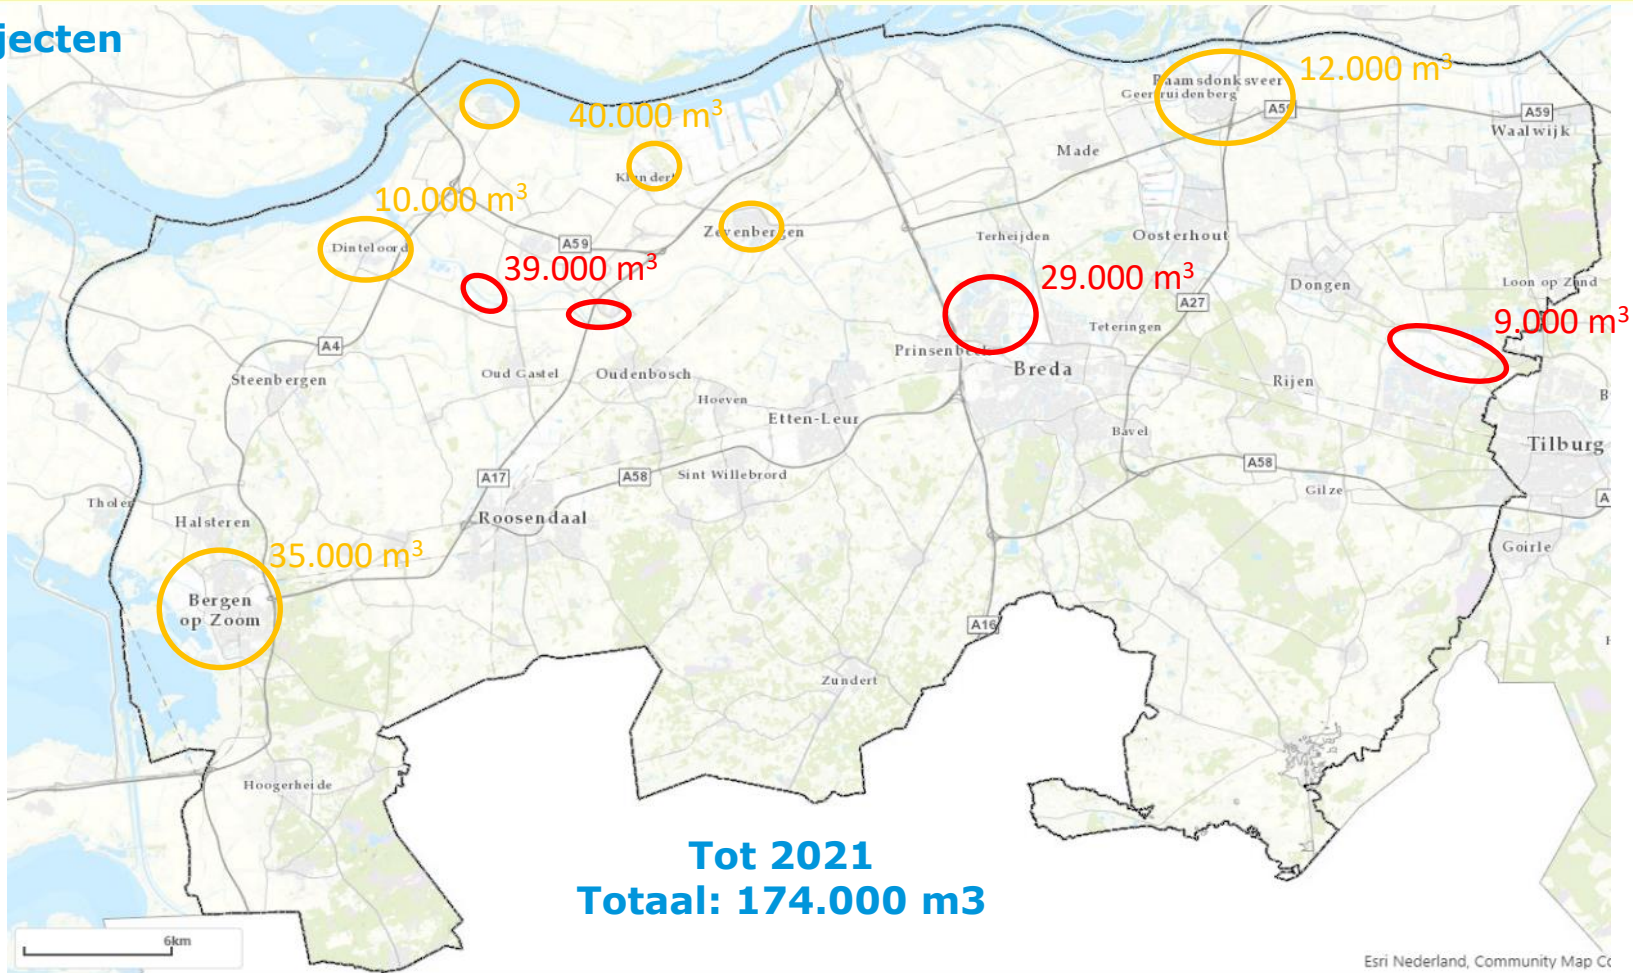 jecten
12.000 m³
Raamsdonksveer
Geertruidenberg
A59
A59
Waalwijk
40.000 m³
Made
Klundert
10.000 m³
Dinteloord
A59
Zevenbergen
Terheijden
Oosterhout
39.000 m³
29.000 m³
Dongen
Loon op Zand
A27
9.000 m³
Teteringen
A4
Prinsenbeek
Steenbergen
Oud Gastel
Oudenbosch
Breda
Rijen
Hoeven
Etten-Leur
B
Bavel
Tilburg
A17
A58
Sint Willebrord
A58
Gilze
A
Tholen
Halsteren
Roosendaal
35.000 m³
Goirle
Bergen
op Zoom
A16
Zundert
Hoogerheide
Tot 2021
Totaal: 174.000 m3
6km
Esri Nederland, Community Map Co